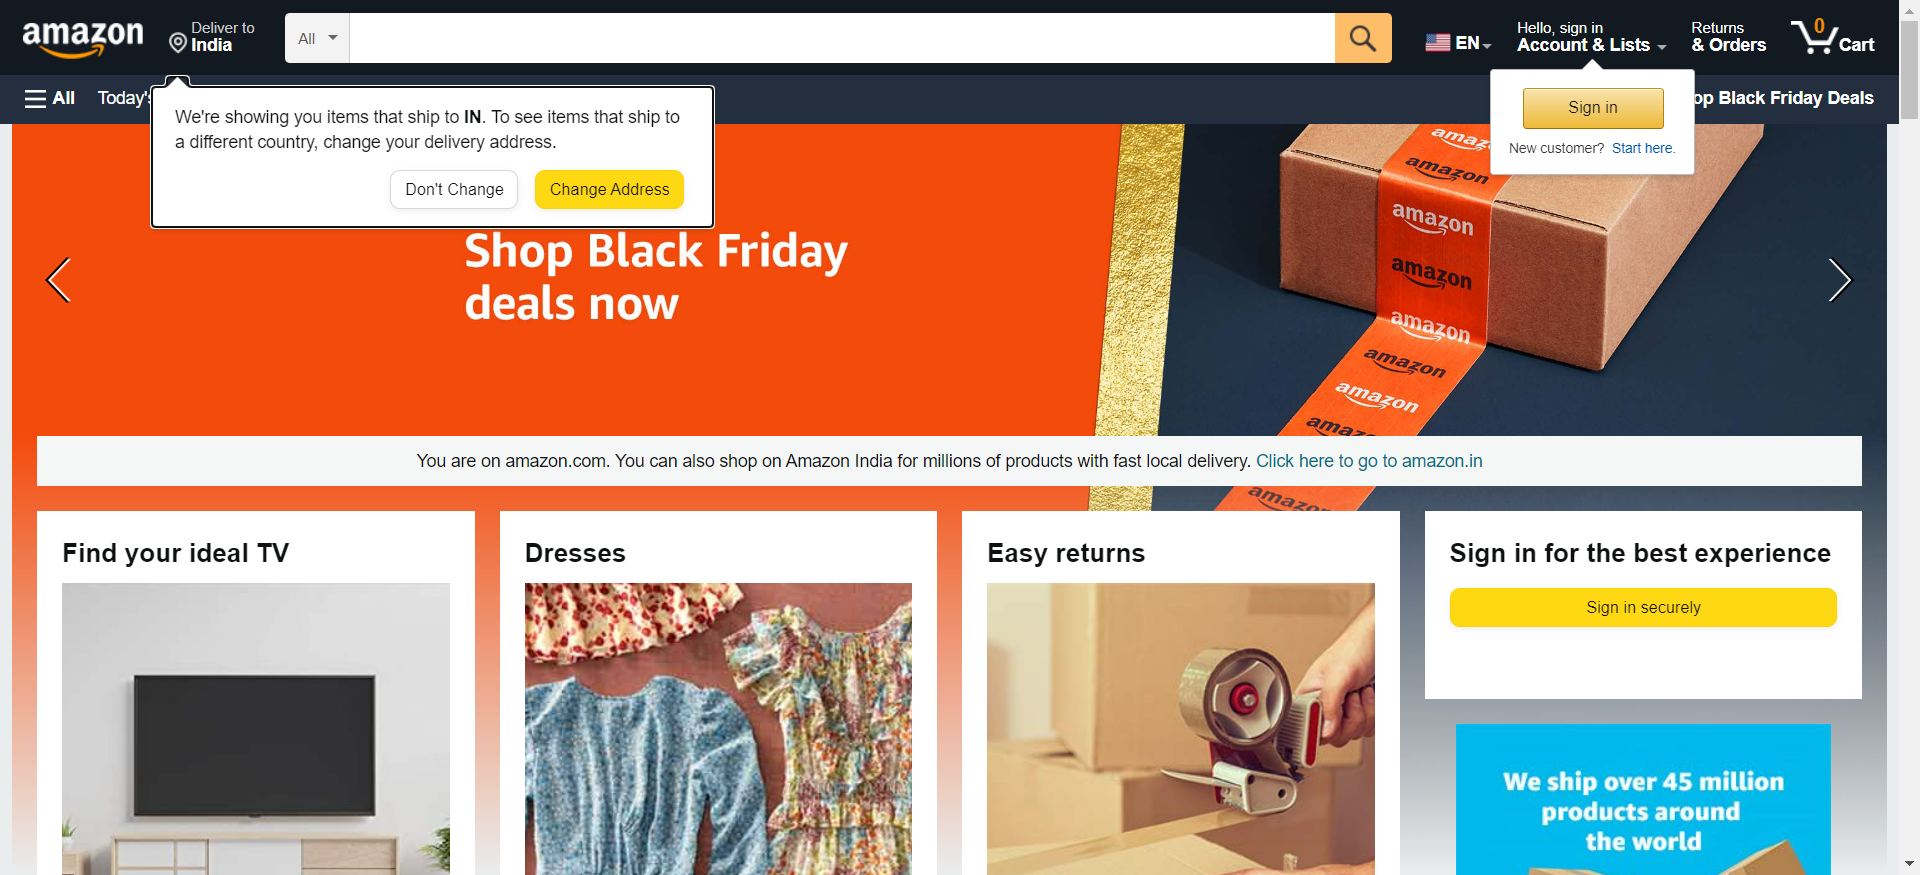 amazon
Deliver to
India
All
0
EN
Hello, sign in
Account & Lists
Returns
& Orders
Cart
All
Today's
op Black Friday Deals
We're showing you items that ship to IN. To see items that ship to
a different country, change your delivery address.
Don't Change
Change Address
Sign in
New customer? Start here.
Shop Black Friday
deals now
amazon
amazon
amazon
amazon
amazon
amazon
amazon
amazon
amazon
You are on amazon.com. You can also shop on Amazon India for millions of products with fast local delivery. Click here to go to amazon.in
Find your ideal TV
Dresses
Easy returns
Sign in for the best experience
Sign in securely
We ship over 45 million
products around
the world